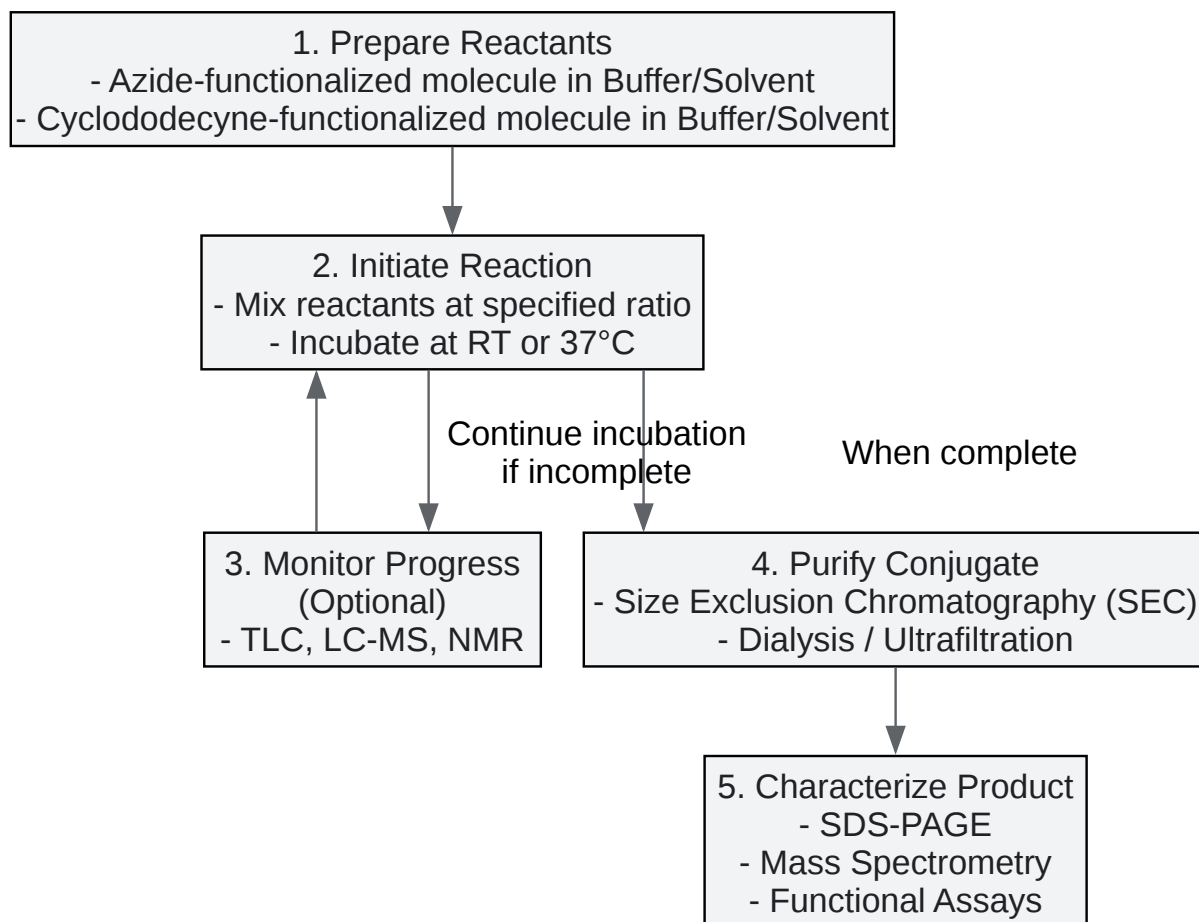 1. Prepare Reactants
- Azide-functionalized molecule in Buffer/Solvent
- Cyclododecyne-functionalized molecule in Buffer/Solvent
2. Initiate Reaction
- Mix reactants at specified ratio
- Incubate at RT or 37°C
Continue incubation
if incomplete
When complete
3. Monitor Progress
(Optional)
- TLC, LC-MS, NMR
4. Purify Conjugate
- Size Exclusion Chromatography (SEC)
- Dialysis / Ultrafiltration
5. Characterize Product
- SDS-PAGE
- Mass Spectrometry
- Functional Assays